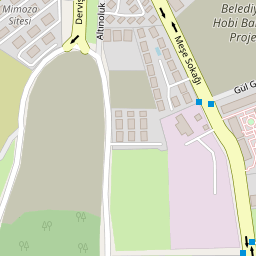 Mimoza
Sitesi
Derviş
Altınoluk
Meşe Sokağı
Belediy
Hobi Ba
Proje
Gül G